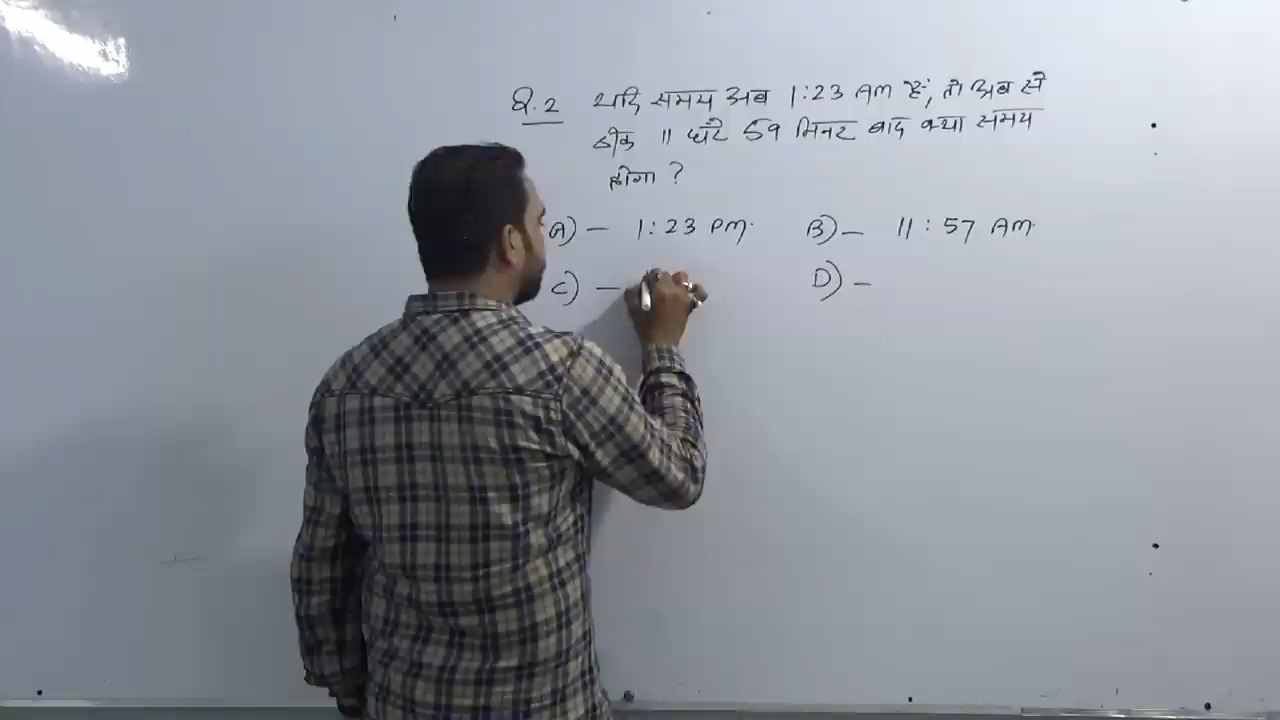 Q.2 यदि समय अब 1:23 Am है, तो अब से
ठीक 11 घंटे 59 मिनट बाद क्या समय
होगा ?
A) – 1:23 Pm. B) – 11:57 Am.
C) – D) –